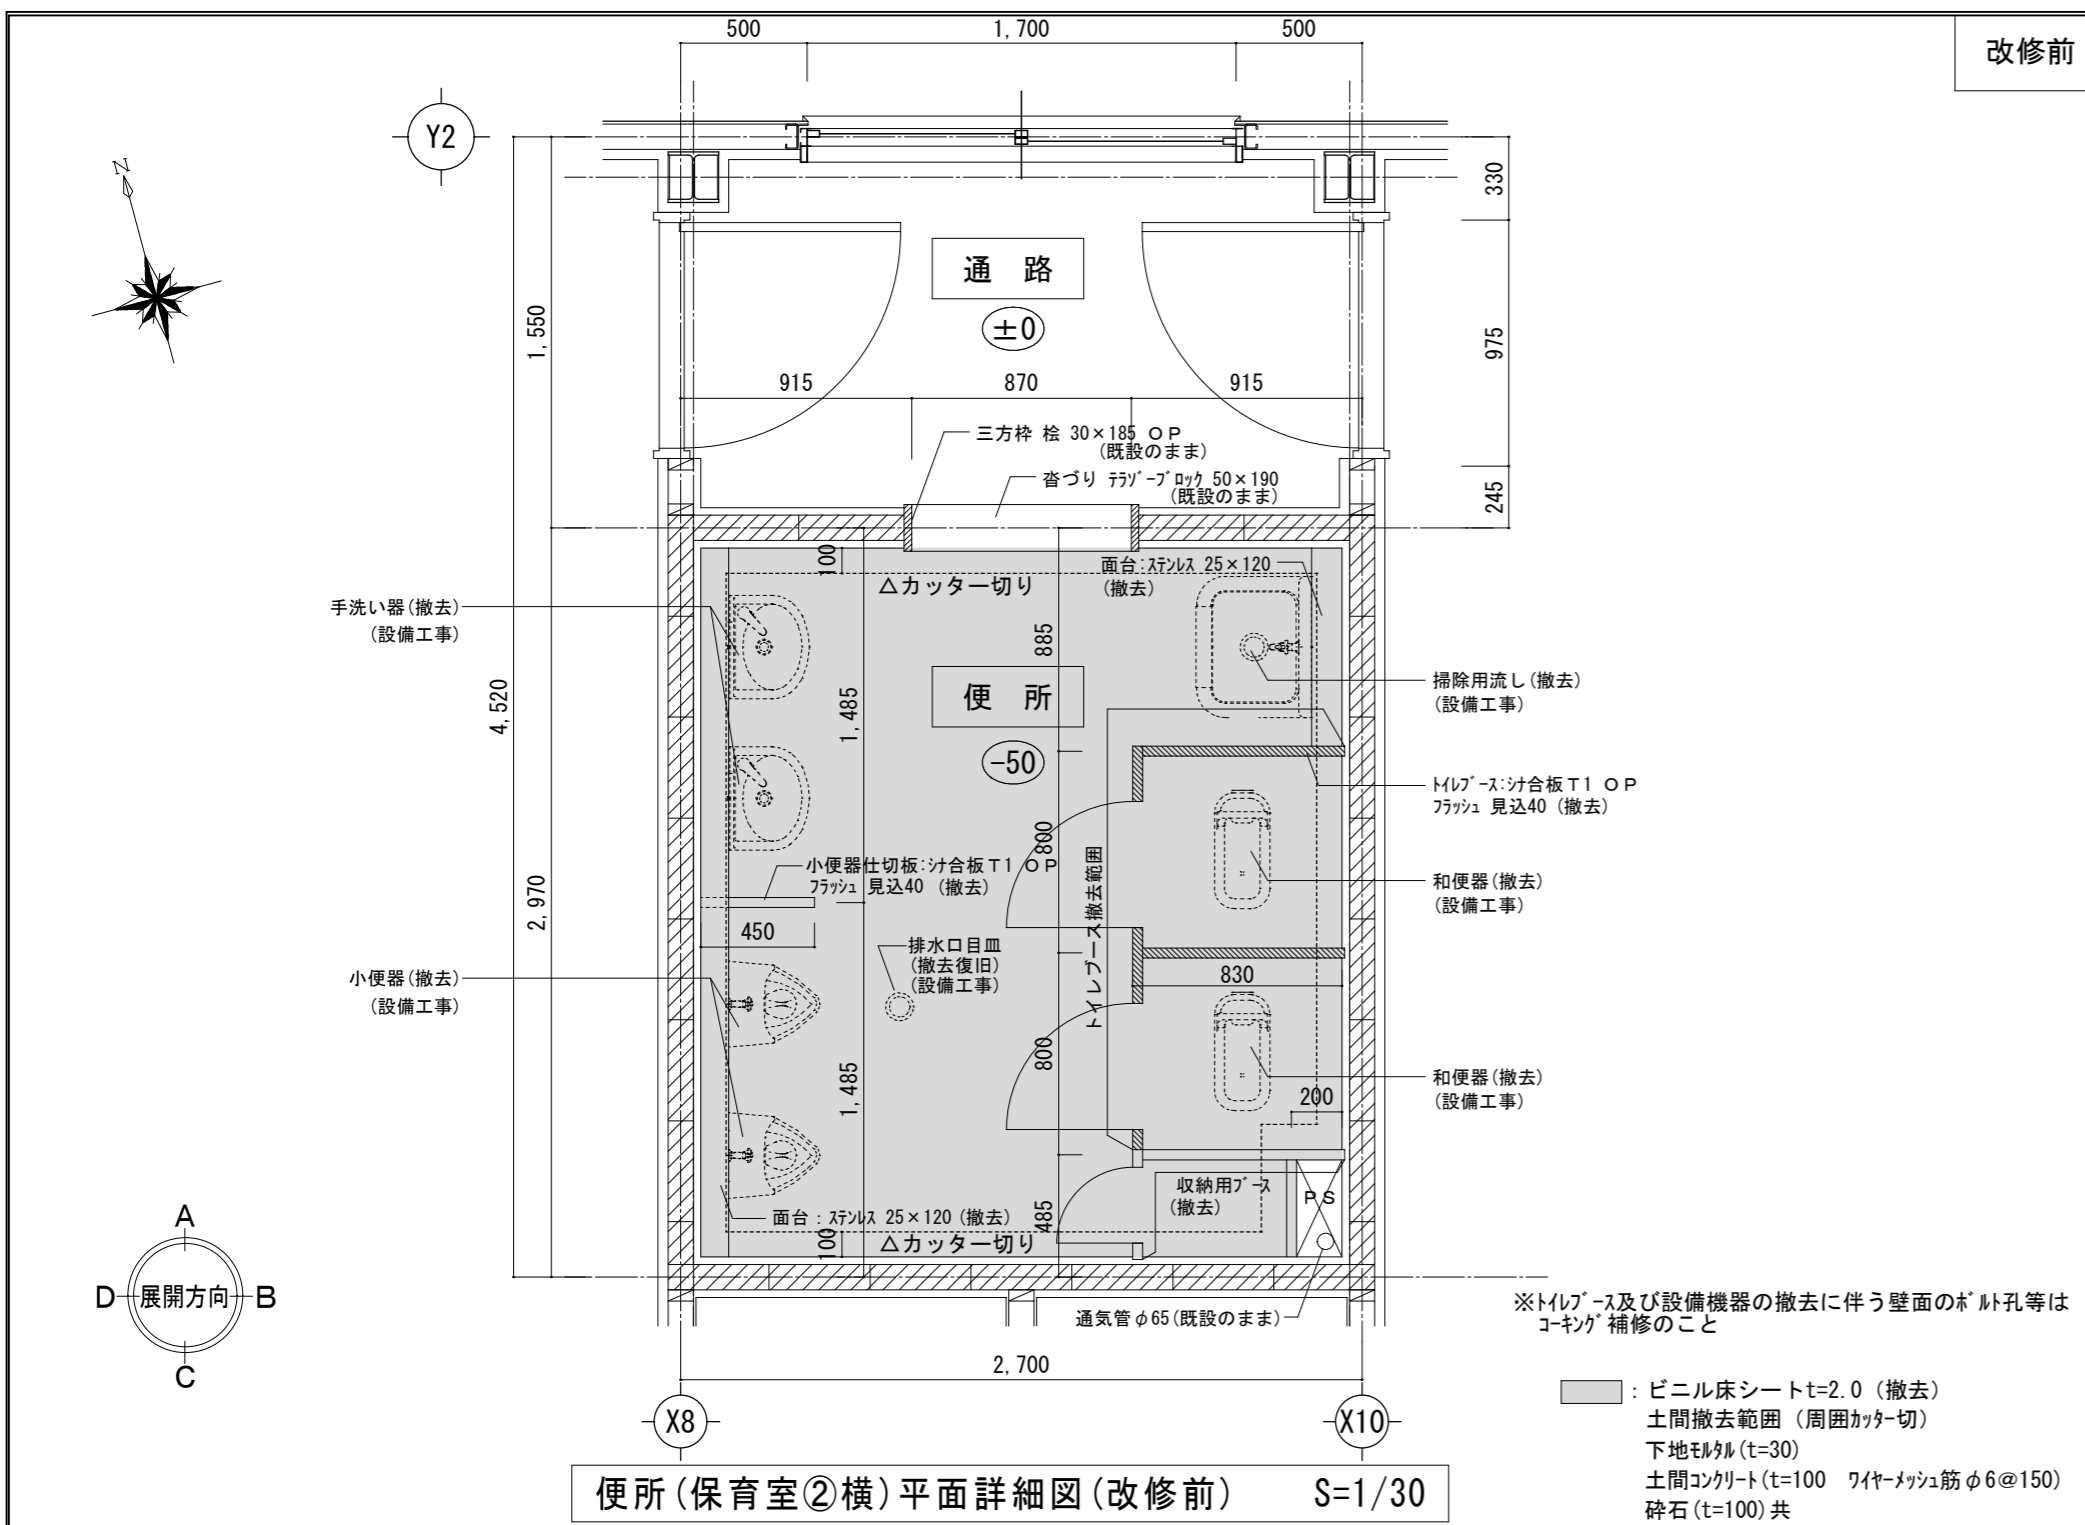 500
1,700
500
改修前
Y2
N
330
通 路
±0
1,550
975
915
870
915
三方枠 桧 30×185 ＯＰ
(既設のまま)
沓づり ﾃﾗｿﾞｰﾌﾞﾛｯｸ 50×190
(既設のまま)
245
100
△カッター切り
面台:ｽﾃﾝﾚｽ 25×120
(撤去)
手洗い器(撤去)
(設備工事)
885
4,520
1,485
便 所
-50
掃除用流し(撤去)
(設備工事)
ﾄｲﾚﾌﾞｰｽ:ｼﾅ合板Ｔ1 ＯＰ
ﾌﾗｯｼｭ 見込40 (撤去)
800
小便器仕切板:ｼﾅ合板Ｔ1 ＯＰ
ﾌﾗｯｼｭ 見込40 (撤去)
トイレブース撤去範囲
和便器(撤去)
(設備工事)
2,970
450
排水口目皿
(撤去復旧)
(設備工事)
830
小便器(撤去)
(設備工事)
800
1,485
和便器(撤去)
(設備工事)
200
収納用ﾌﾞｰｽ
(撤去)
ＰＳ
485
面台：ｽﾃﾝﾚｽ 25×120 (撤去)
100
△カッター切り
A
D
展開方向
B
C
通気管φ65(既設のまま)
※ﾄｲﾚﾌﾞｰｽ及び設備機器の撤去に伴う壁面のﾎﾞﾙﾄ孔等は
ｺｰｷﾝｸﾞ補修のこと
2,700
X8
X10
：ビニル床シートt=2.0 (撤去)
土間撤去範囲 (周囲ｶｯﾀｰ切)
下地ﾓﾙﾀﾙ(t=30)
土間ｺﾝｸﾘｰﾄ(t=100 ﾜｲﾔｰﾒｯｼｭ筋φ6@150)
砕石(t=100)共
便所(保育室②横)平面詳細図(改修前) S=1/30